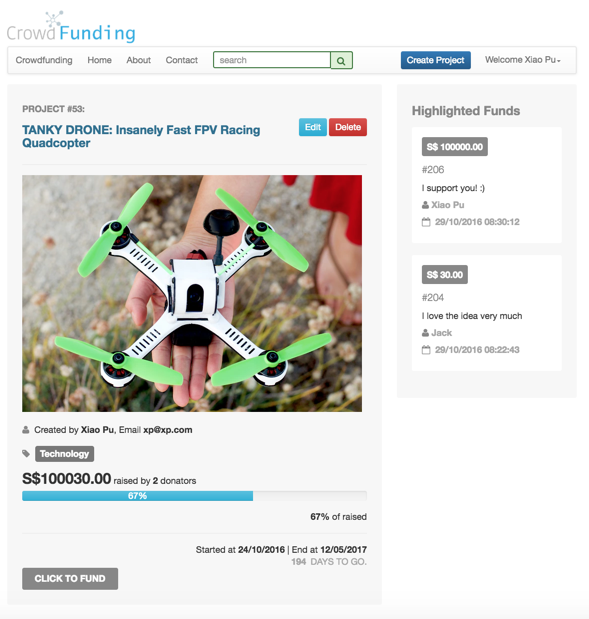 CrowdFunding
Crowdfunding Home About Contact search Create Project Welcome Xiao Pu
PROJECT #53:
TANKY DRONE: Insanely Fast FPV Racing
Quadcopter
Edit Delete
Created by Xiao Pu, Email xp@xp.com
Technology
S$100030.00 raised by 2 donators
67%
67% of raised
Started at 24/10/2016 | End at 12/05/2017
194 DAYS TO GO.
CLICK TO FUND
Highlighted Funds
S$ 100000.00
#206
I support you! :)
Xiao Pu
29/10/2016 08:30:12
S$ 30.00
#204
I love the idea very much
Jack
29/10/2016 08:22:43